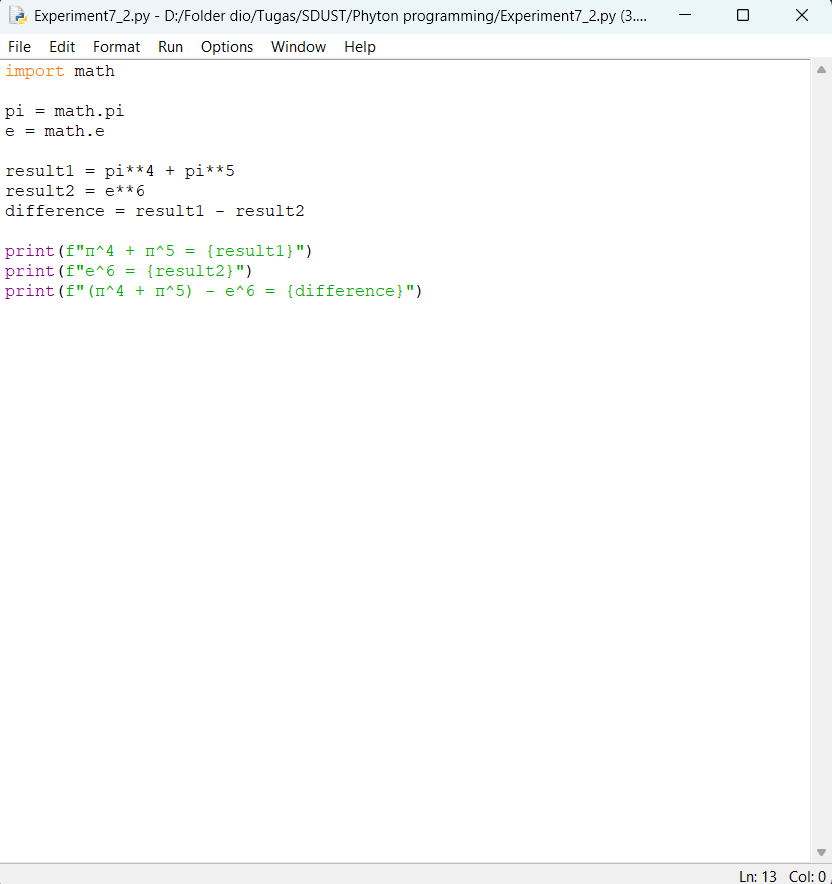 Experiment7_2.py - D:/Folder dio/Tugas/SDUST/Phyton programming/Experiment7_2.py (3....
File Edit Format Run Options Window Help
import math
pi = math.pi
e = math.e
result1 = pi**4 + pi**5
result2 = e**6
difference = result1 - result2
print(f"π^4 + π^5 = {result1}")
print(f"e^6 = {result2}")
print(f"(π^4 + π^5) - e^6 = {difference}")
Ln: 13 Col: 0